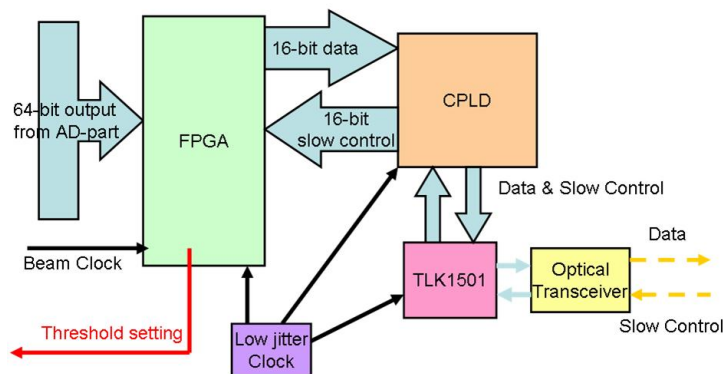 16-bit data
CPLD
64-bit output
from AD-part
FPGA
16-bit
slow control
Data & Slow Control
Beam Clock
Data
TLK1501
Optical
Transceiver
Threshold setting
Low jitter
Clock
Slow Control